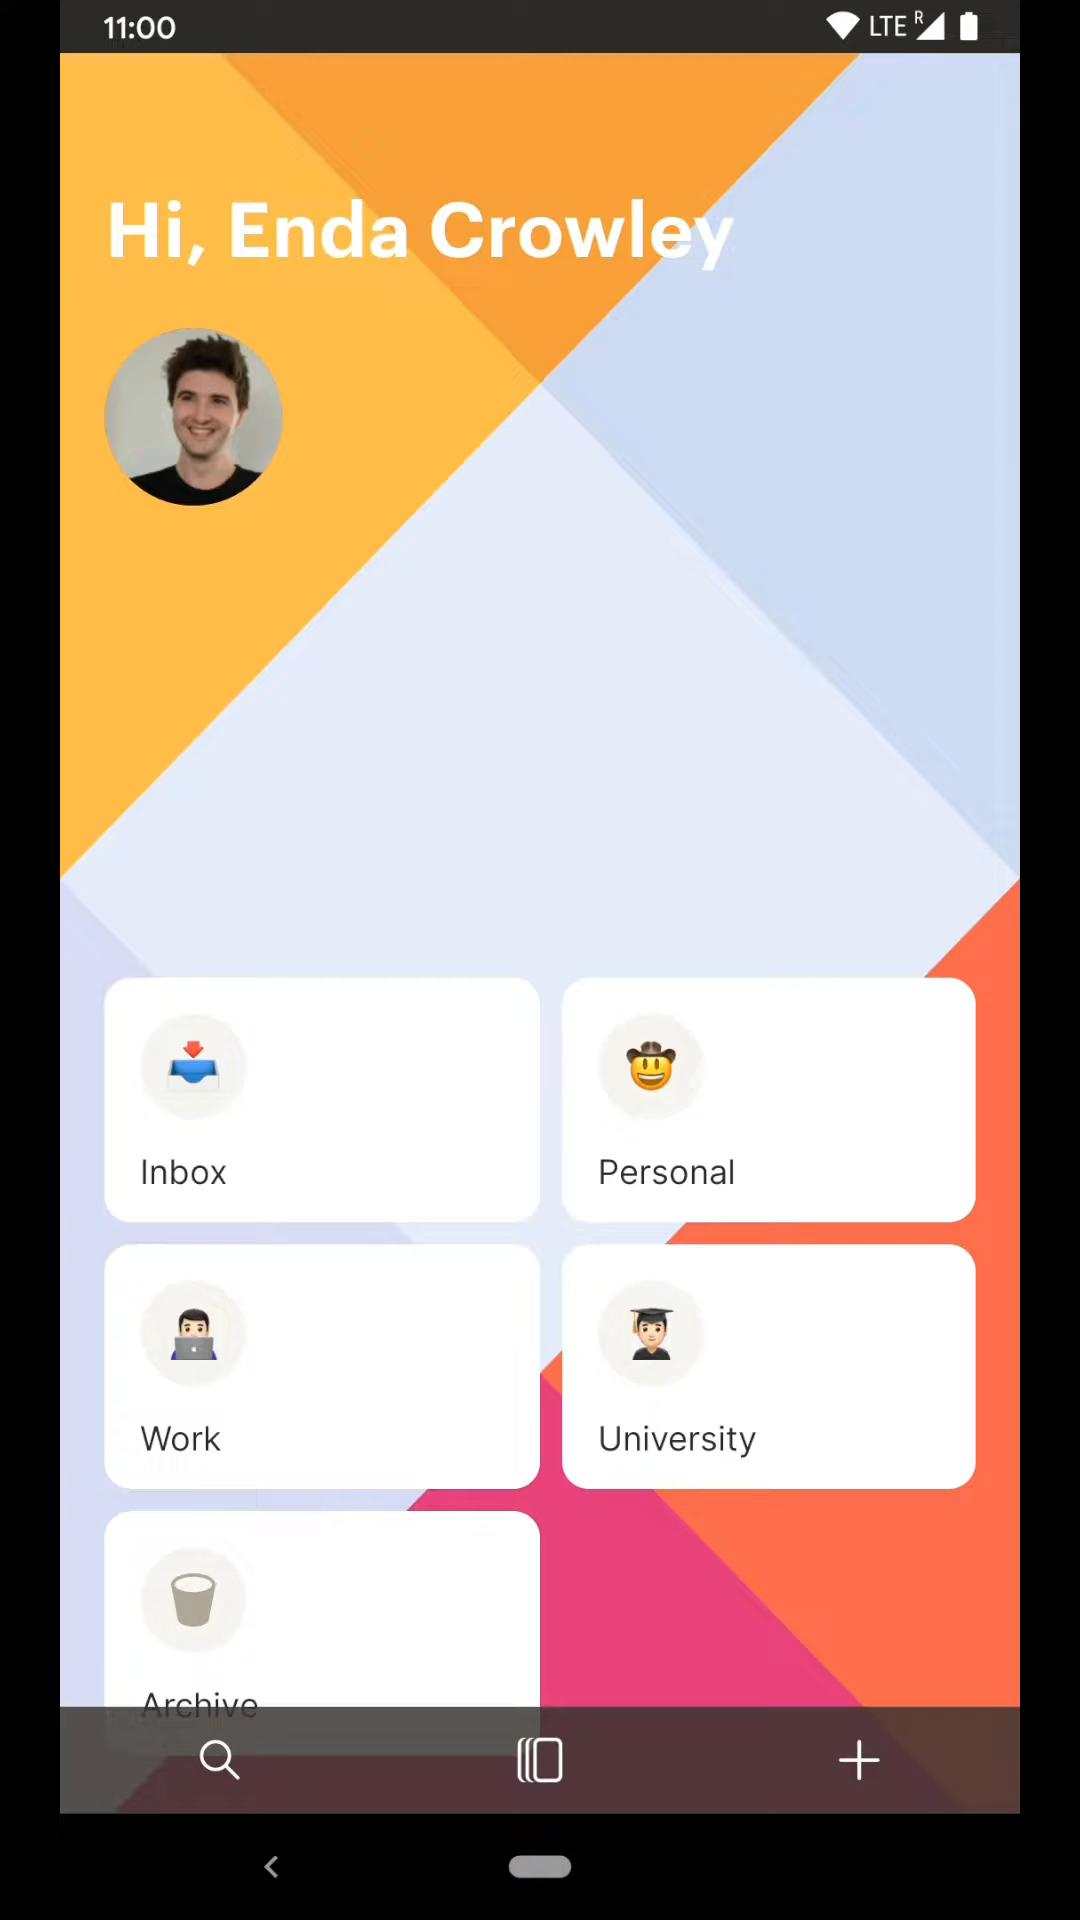 11:00
LTE R
Hi, Enda Crowley
Inbox
Personal
Work
University
Archive